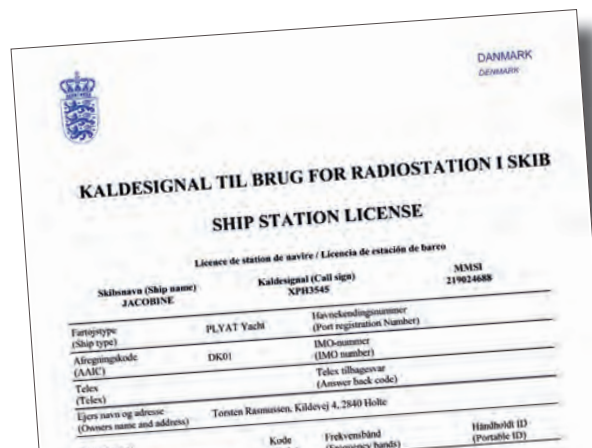 DANMARK
DENMARK
KALDESIGNAL TIL BRUG FOR RADIOSTATION I SKIB
SHIP STATION LICENSE
Licence de station de navire / Licencia de estación de barco
Skibsnavn (Ship name) Kaldesignal (Call sign) MMSI
JACOBINE XPH3545 219024688
Fartøjstype PLYAT Yacht Havnekendingsnummer
(Ship type) (Port registration Number)
Afregningskode DK01 IMO-nummer
(AAIC) (IMO number)
Telex Telex tilbagesvar
(Telex) (Answer back code)
Ejers navn og adresse Torsten Rasmussen, Kildevej 4, 2840 Holte
(Owners name and address)
Kode Frekvensbånd Håndholdt ID
(Frequency bands) (Portable ID)